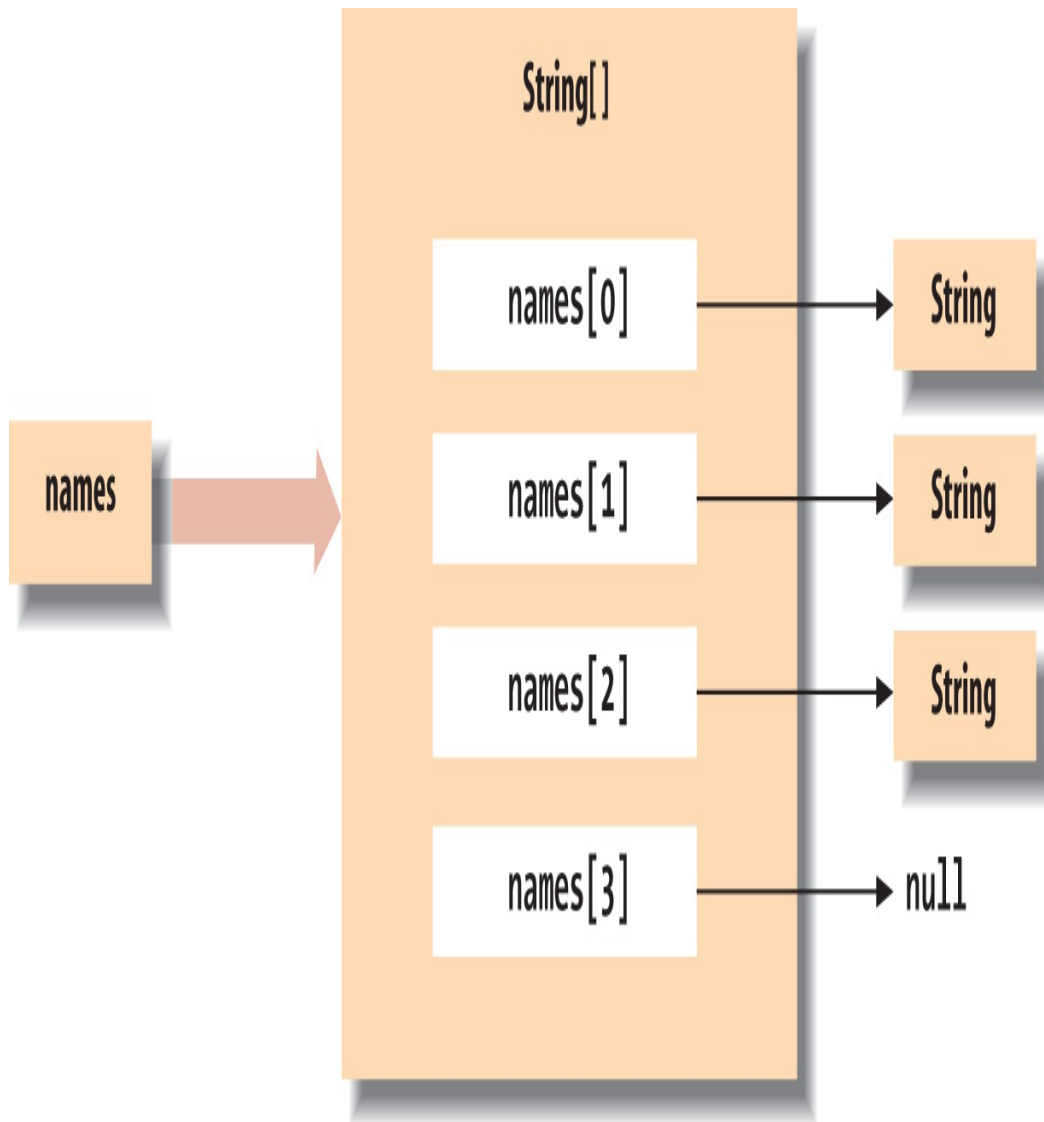 String[]
names[0]
String
names
names[1]
String
names[2]
String
names[3]
null